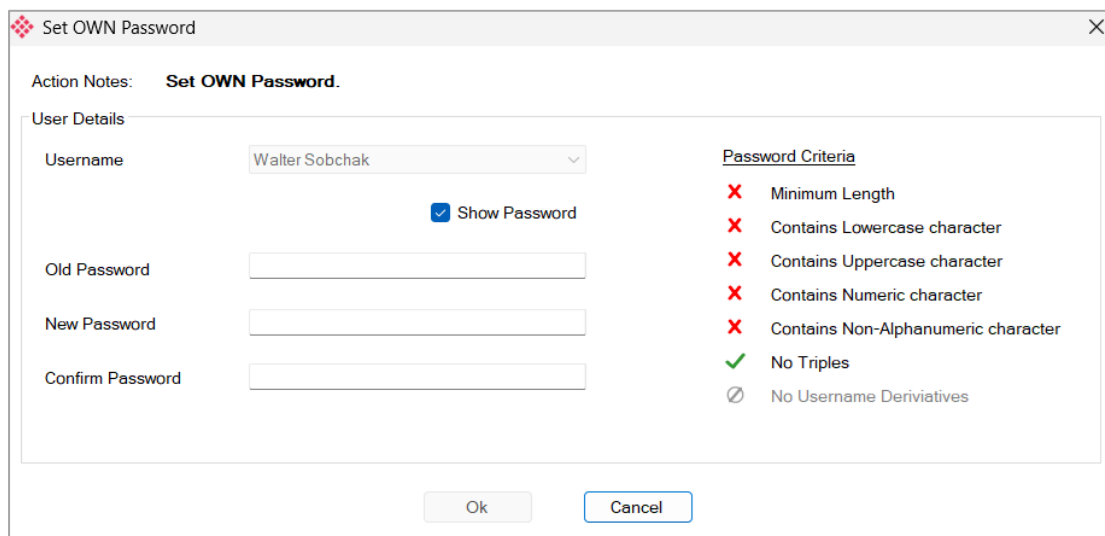 Set OWN Password
Action Notes: Set OWN Password.
User Details
Username Walter Sobchak
Show Password
Old Password
New Password
Confirm Password
Password Criteria
Minimum Length
Contains Lowercase character
Contains Uppercase character
Contains Numeric character
Contains Non-Alphanumeric character
No Triples
No Username Deriviatives
Ok Cancel